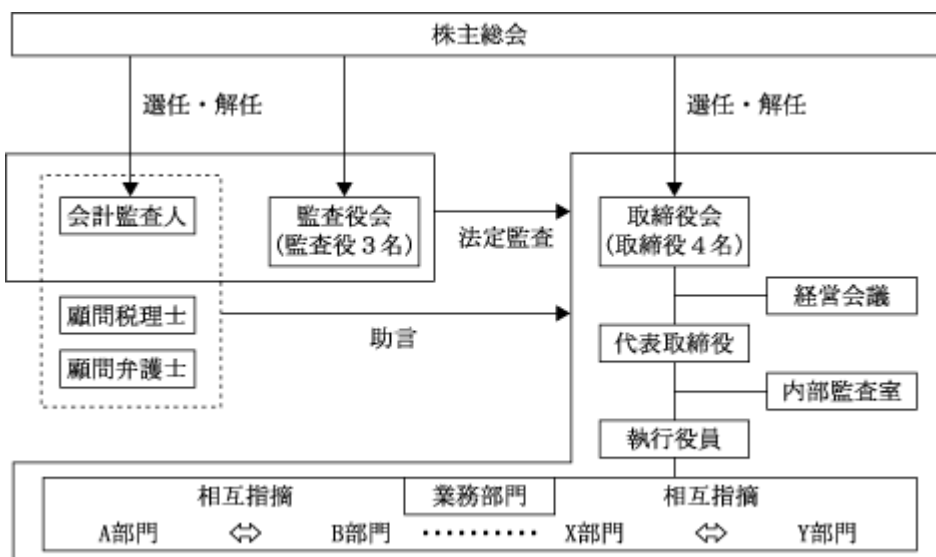 株主総会
選任・解任
選任・解任
会計監査人
監査役会
(監査役3名)
法定監査
取締役会
(取締役4名)
経営会議
顧問税理士
助言
代表取締役
顧問弁護士
内部監査室
執行役員
相互指摘 業務部門 相互指摘
A部門 ⇔ B部門 ・・・・・・・・・ X部門 ⇔ Y部門